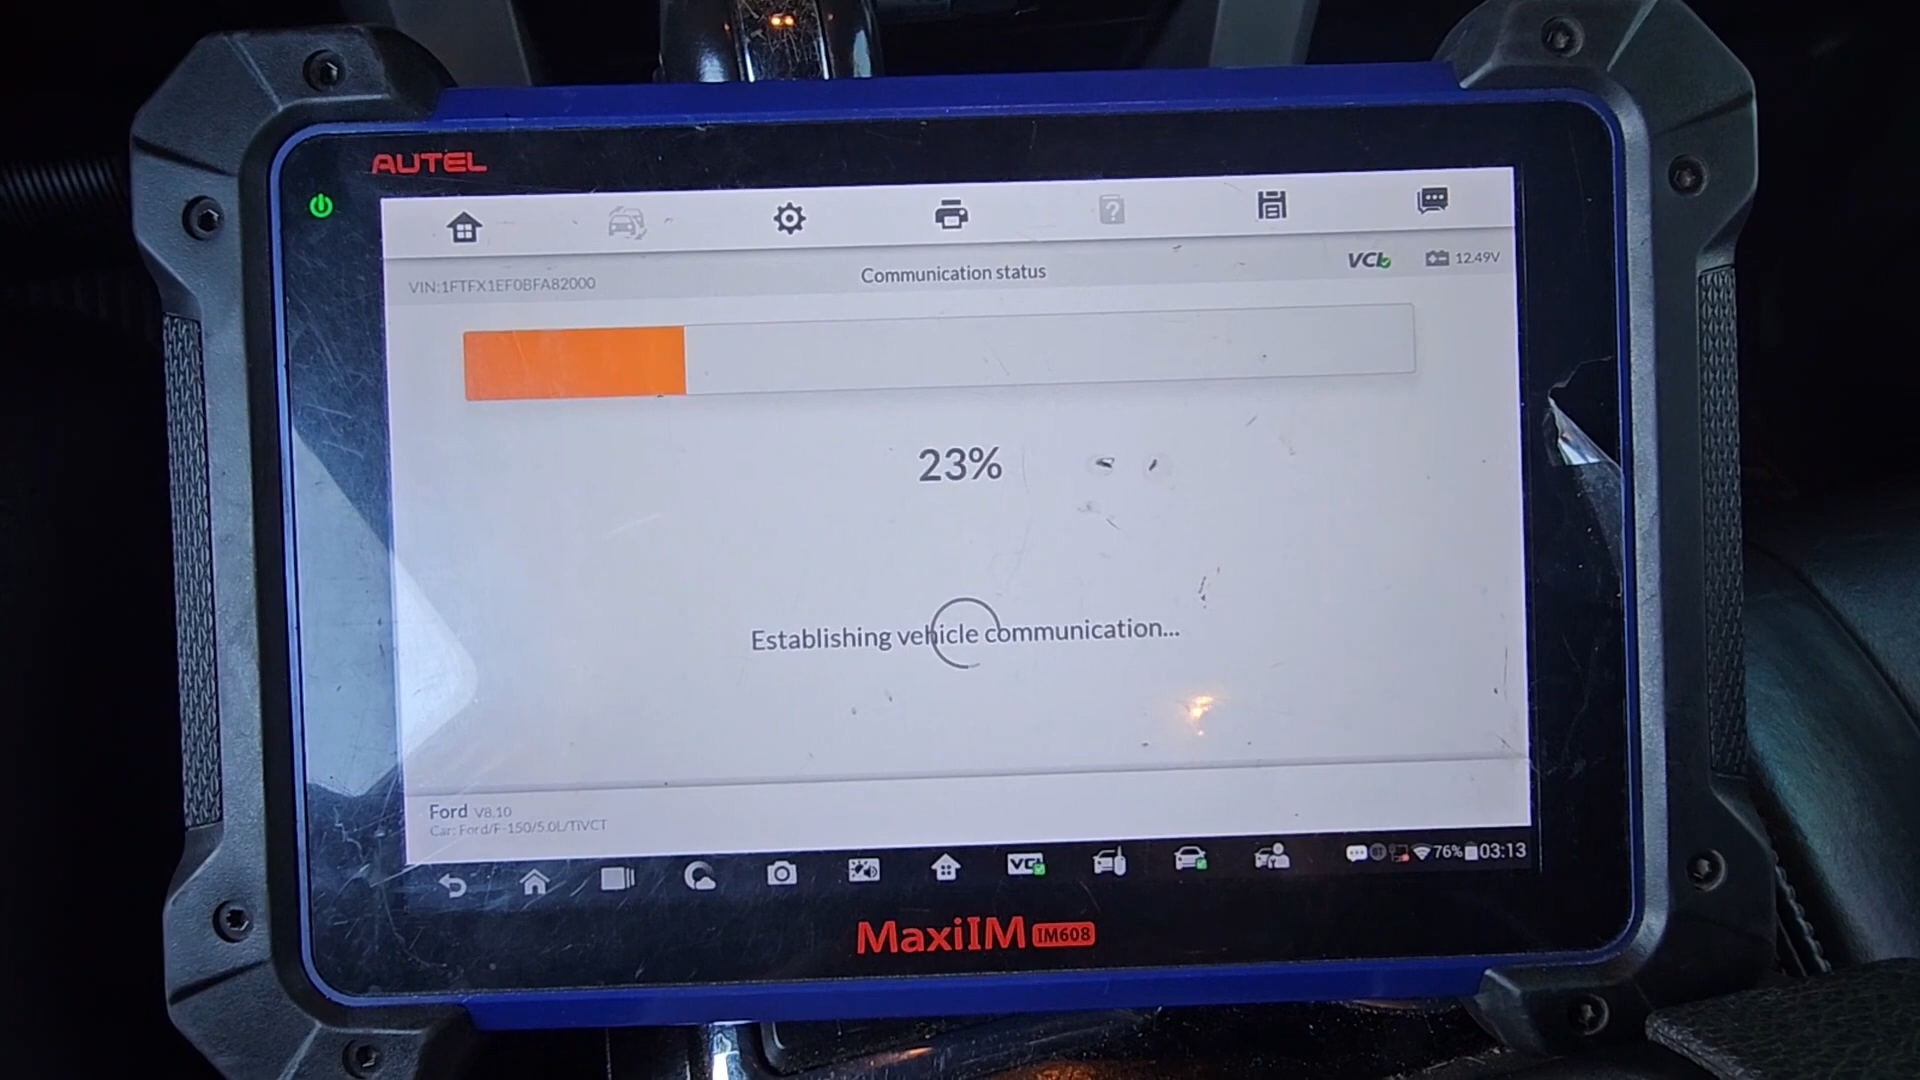 AUTEL
VCI 12.49V
VIN:1FTFX1EF0BFA82000 Communication status
23%
Establishing vehicle communication...
Ford V8.10
Car: Ford/F-150/5.0L/TiVCT
VCI 76% 03:13
MaxiIM IM608